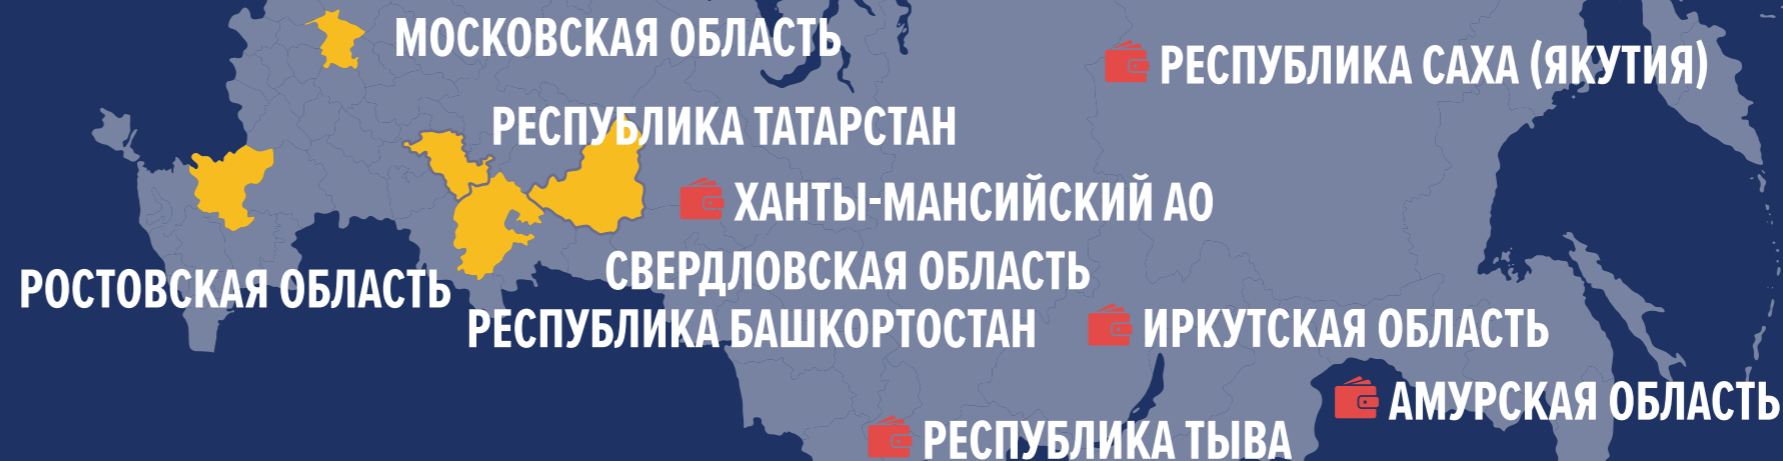 МОСКОВСКАЯ ОБЛАСТЬ
РЕСПУБЛИКА САХА (ЯКУТИЯ)
РЕСПУБЛИКА ТАТАРСТАН
ХАНТЫ-МАНСИЙСКИЙ АО
СВЕРДЛОВСКАЯ ОБЛАСТЬ
РОСТОВСКАЯ ОБЛАСТЬ
РЕСПУБЛИКА БАШКОРТОСТАН
ИРКУТСКАЯ ОБЛАСТЬ
АМУРСКАЯ ОБЛАСТЬ
РЕСПУБЛИКА ТЫВА